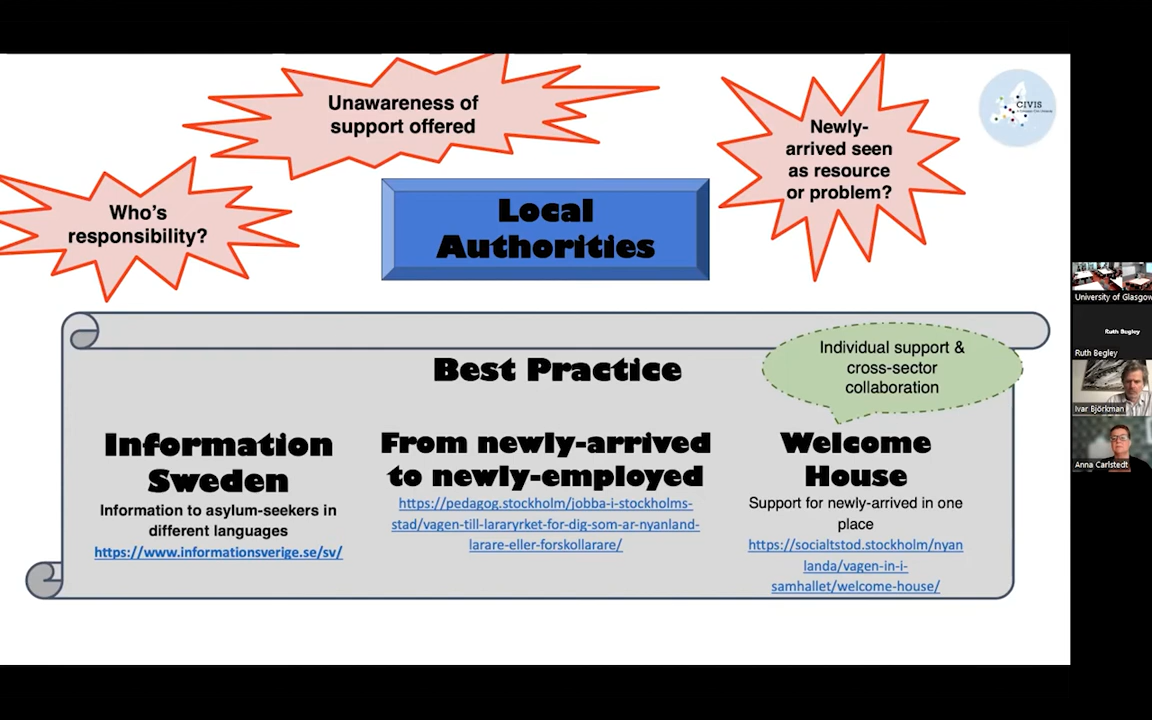 Unawareness of
support offered
Newly-
arrived seen
as resource
or problem?
CIVIS
Who's
responsibility?
Local
Authorities
Best Practice
Individual support &
cross-sector
collaboration
Information
Sweden
Information to asylum-seekers in
different languages
https://www.informationsverige.se/sv/
From newly-arrived
to newly-employed
https://pedagog.stockholm/jobba-i-stockholms-
stad/vagen-till-lararyrket-for-dig-som-ar-nyanland-
larare-eller-forskollarare/
Welcome
House
Support for newly-arrived in one
place
https://socialtstod.stockholm/nyan
landa/vagen-in-i-
samhallet/welcome-house/
University of Glasgow
Ruth Begley
Ruth Begley
Ivar Björkman
Anna Carlstedt